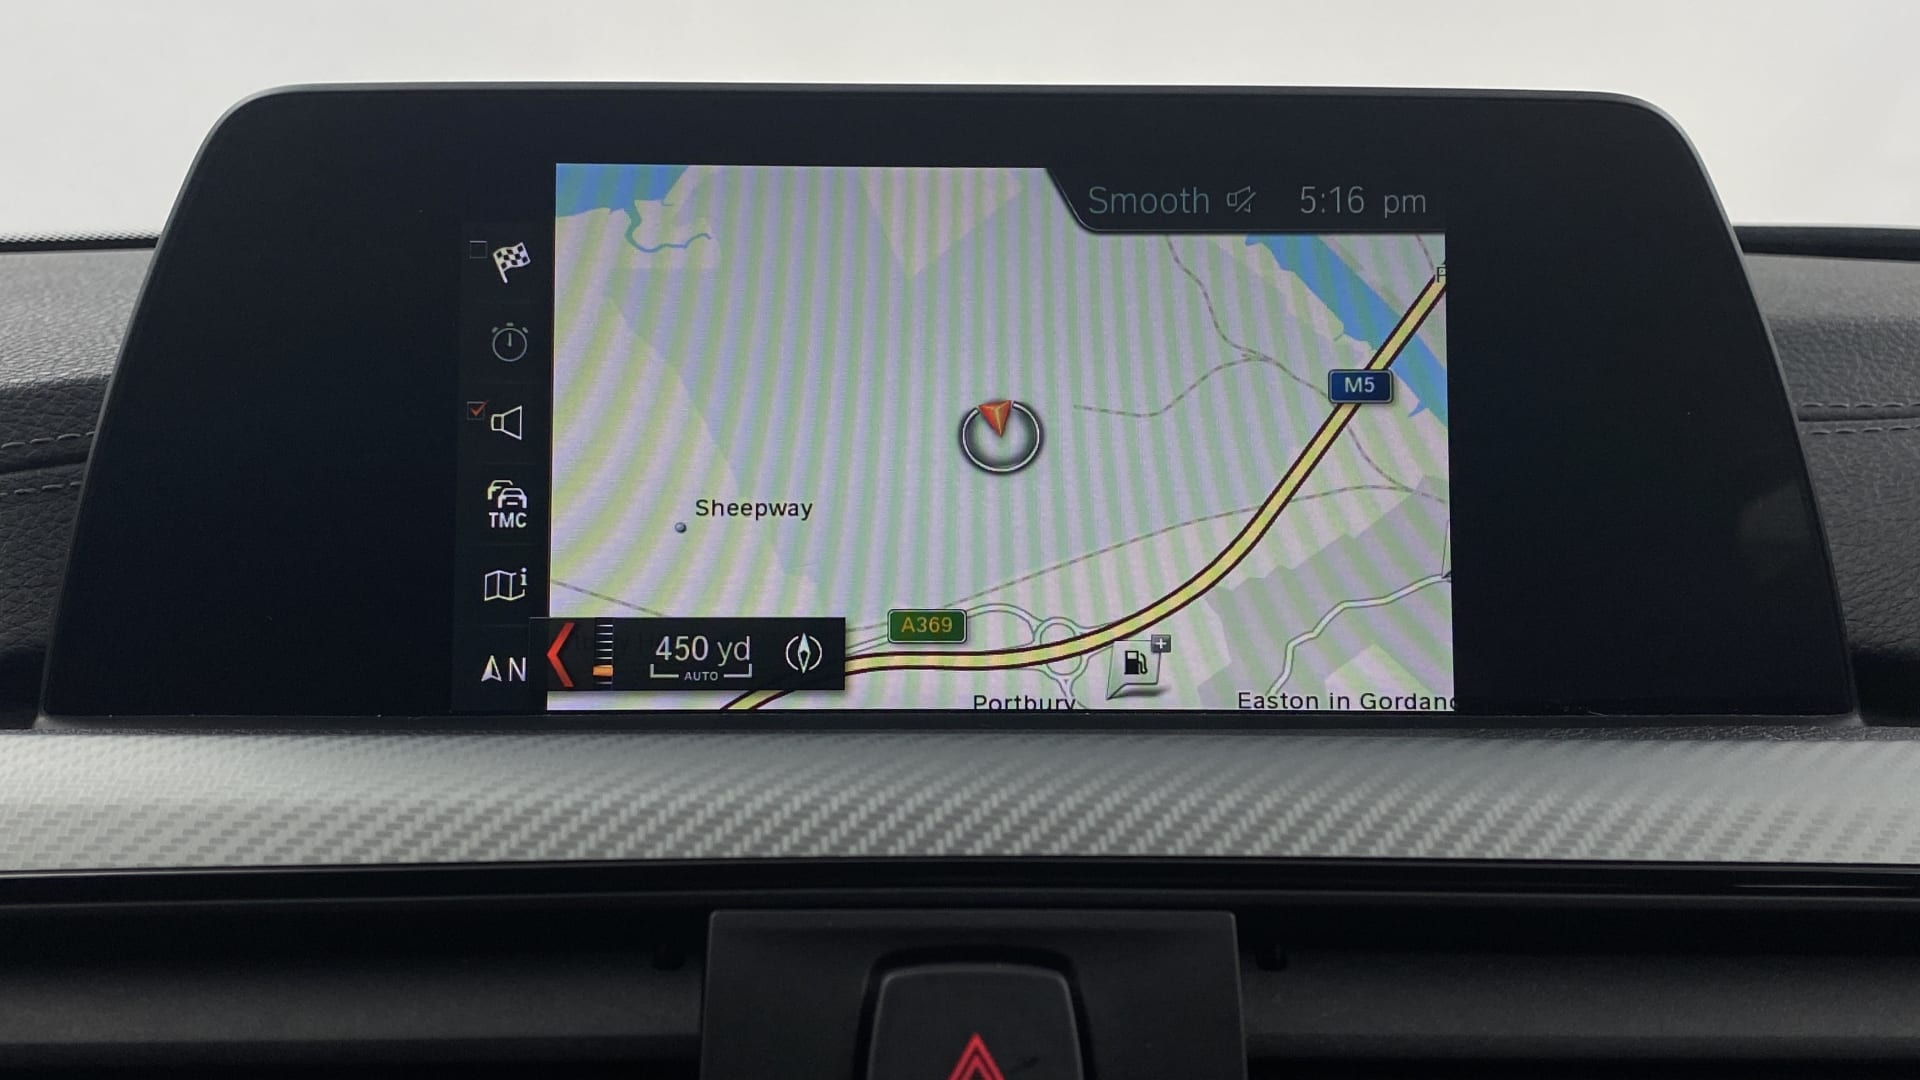 Smooth 5:16 pm
M5
Sheepway
TMC
A369
450 yd
AUTO
N
Portbury
Easton in Gordano